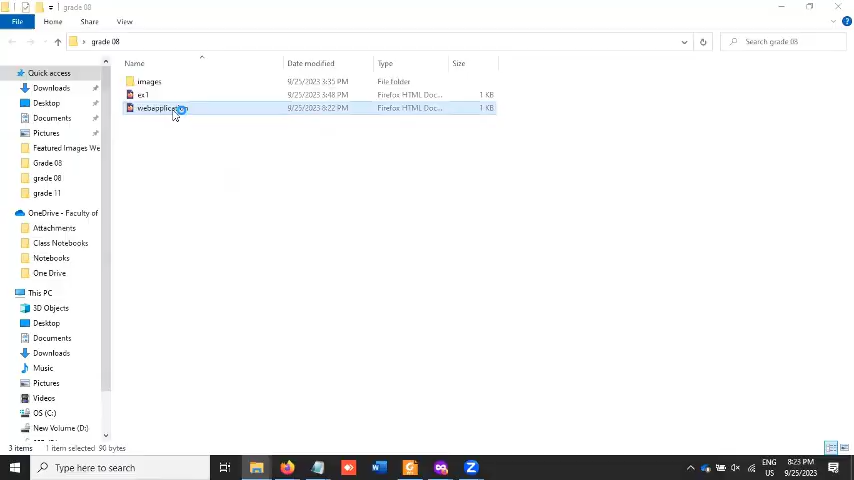 grade 08
File Home Share View
grade 08
Search grade 08
Name Date modified Type Size
images 9/25/2023 3:35 PM File folder
ex1 9/25/2023 3:48 PM Firefox HTML Doc... 1 KB
webapplication 9/25/2023 8:22 PM Firefox HTML Doc... 1 KB
Quick access
Downloads
Desktop
Documents
Pictures
Featured Images We
Grade 08
grade 08
grade 11
OneDrive - Faculty of
Attachments
Class Notebooks
Notebooks
One Drive
This PC
3D Objects
Desktop
Documents
Downloads
Music
Pictures
Videos
OS (C:)
New Volume (D:)
3 items 1 item selected 90 bytes
Type here to search
ENG
US
8:23 PM
9/25/2023